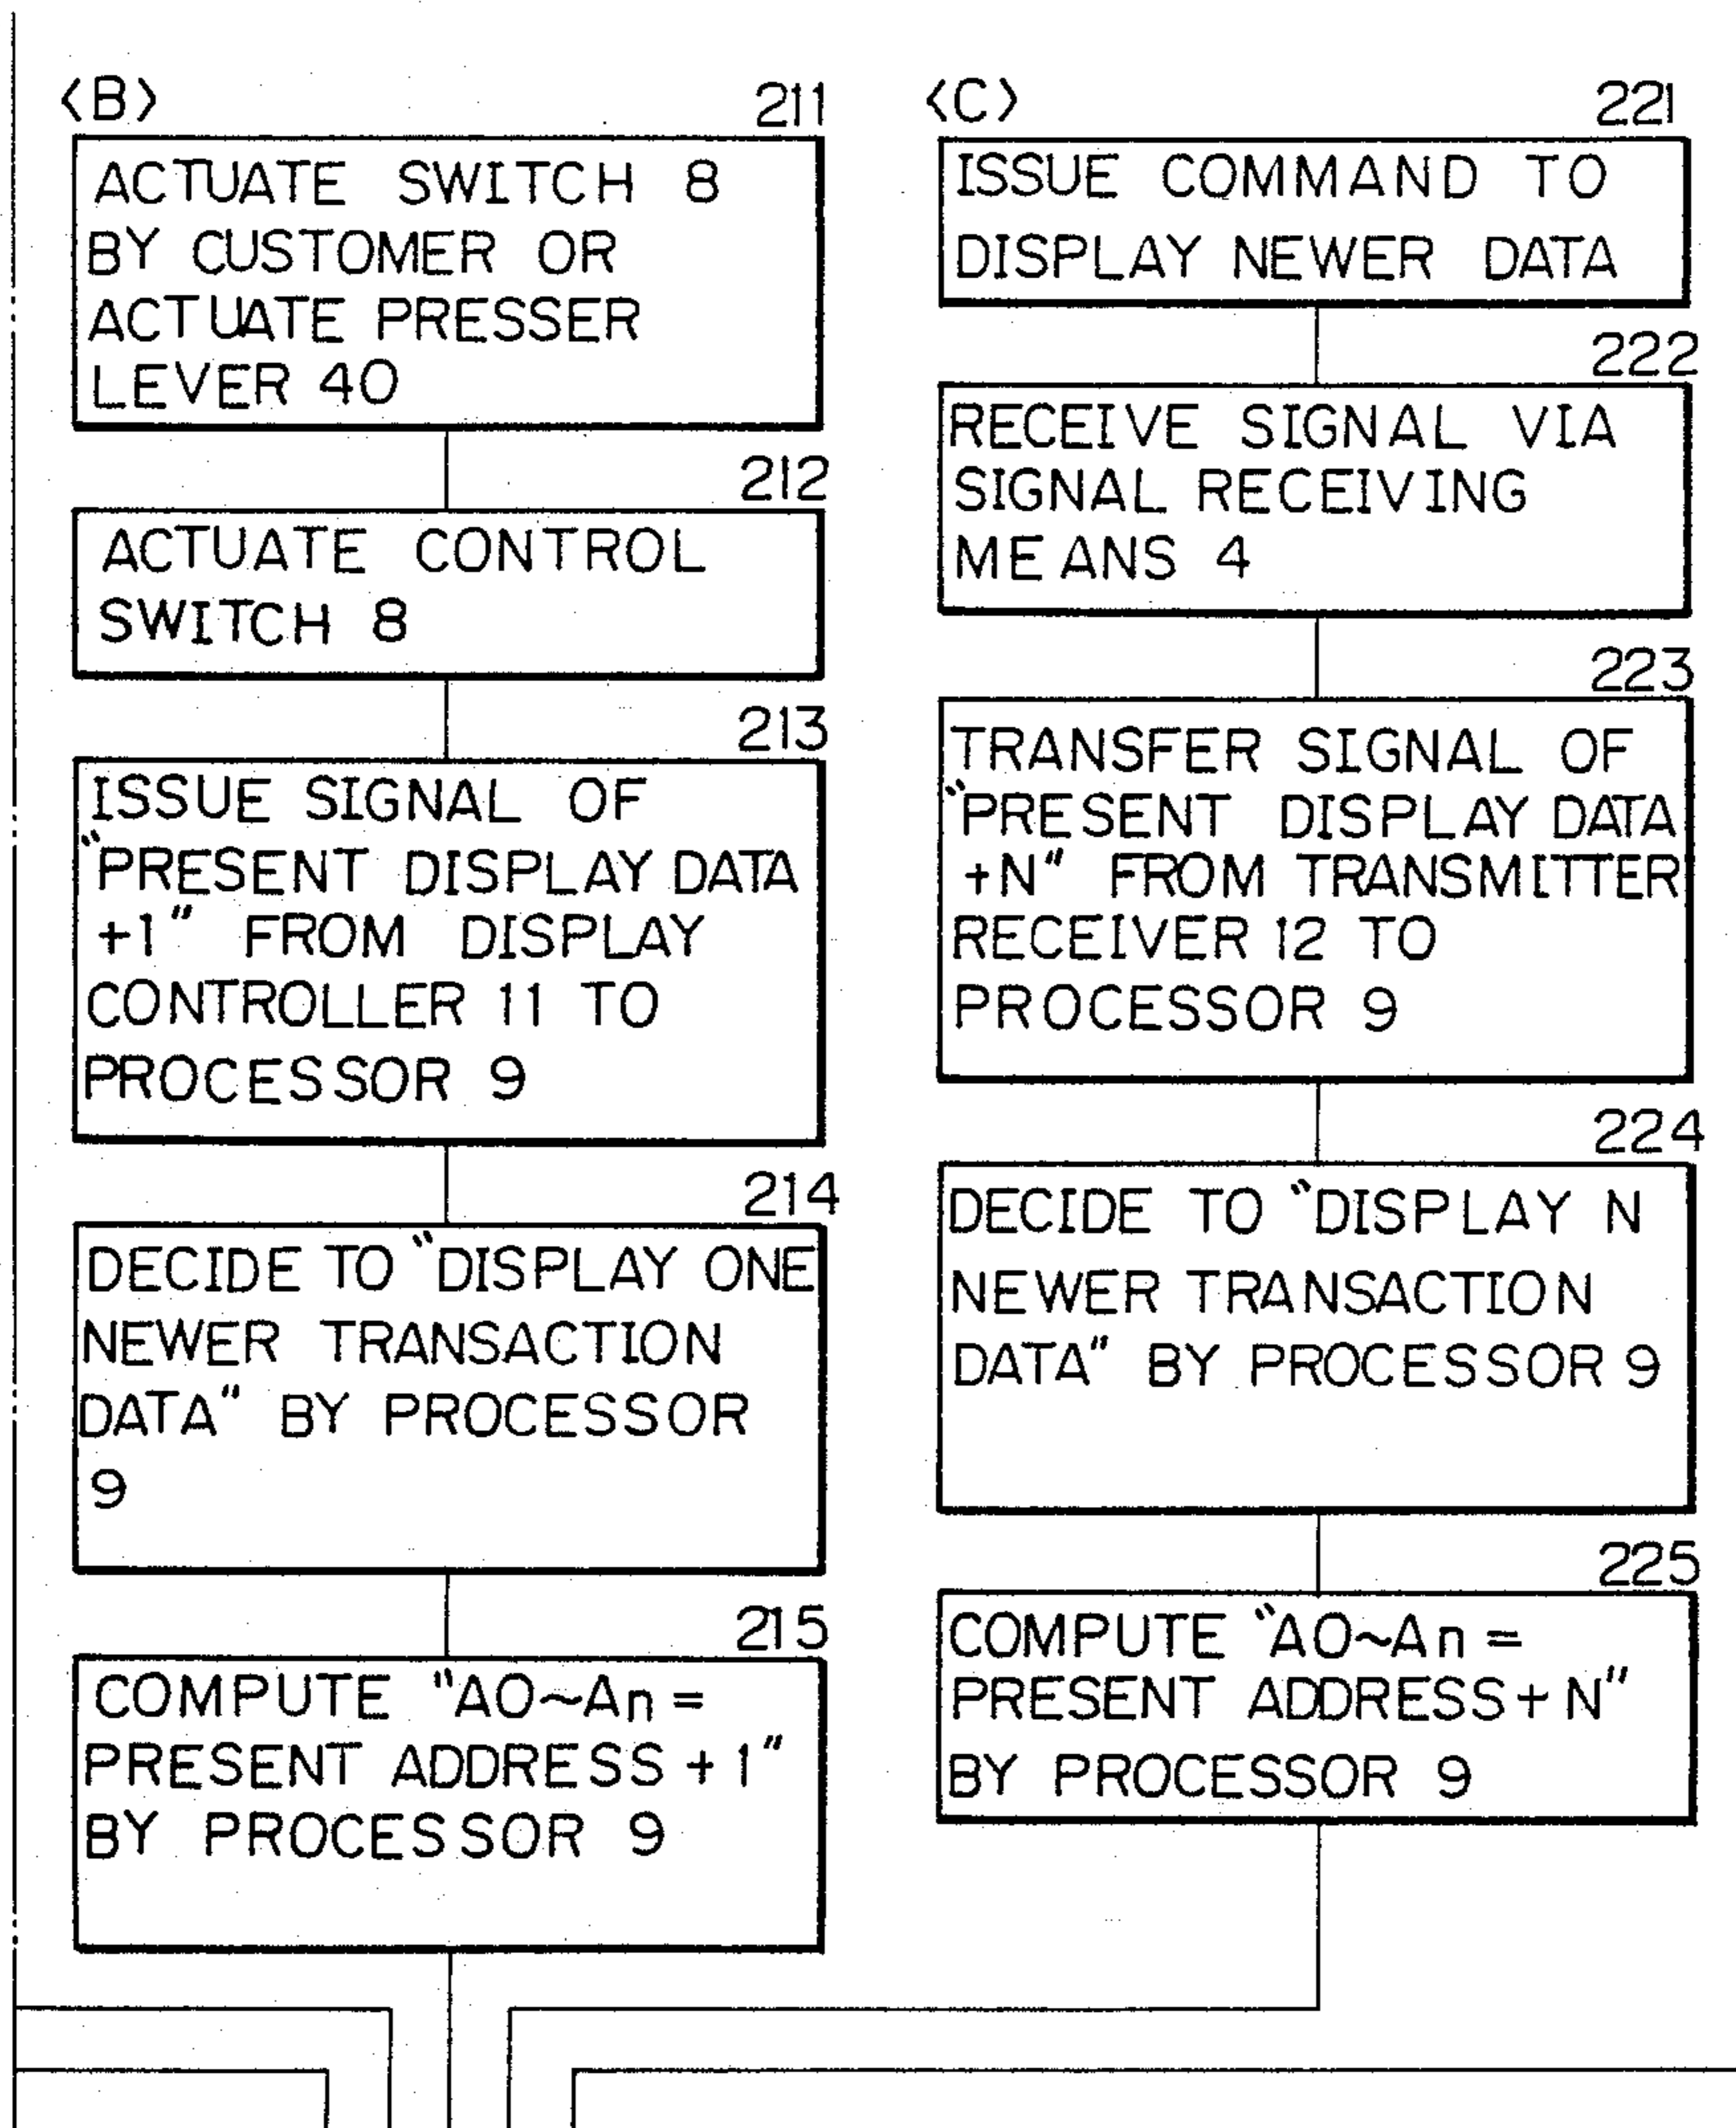 <B>
211
ACTUATE SWITCH 8
BY CUSTOMER OR
ACTUATE PRESSER
LEVER 40
212
ACTUATE CONTROL
SWITCH 8
213
ISSUE SIGNAL OF
"PRESENT DISPLAY DATA
+1" FROM DISPLAY
CONTROLLER 11 TO
PROCESSOR 9
214
DECIDE TO "DISPLAY ONE
NEWER TRANSACTION
DATA" BY PROCESSOR
9
215
COMPUTE "A0~An =
PRESENT ADDRESS + 1"
BY PROCESSOR 9
<C>
221
ISSUE COMMAND TO
DISPLAY NEWER DATA
222
RECEIVE SIGNAL VIA
SIGNAL RECEIVING
MEANS 4
223
TRANSFER SIGNAL OF
"PRESENT DISPLAY DATA
+N" FROM TRANSMITTER
RECEIVER 12 TO
PROCESSOR 9
224
DECIDE TO "DISPLAY N
NEWER TRANSACTION
DATA" BY PROCESSOR 9
225
COMPUTE "A0~An =
PRESENT ADDRESS + N"
BY PROCESSOR 9